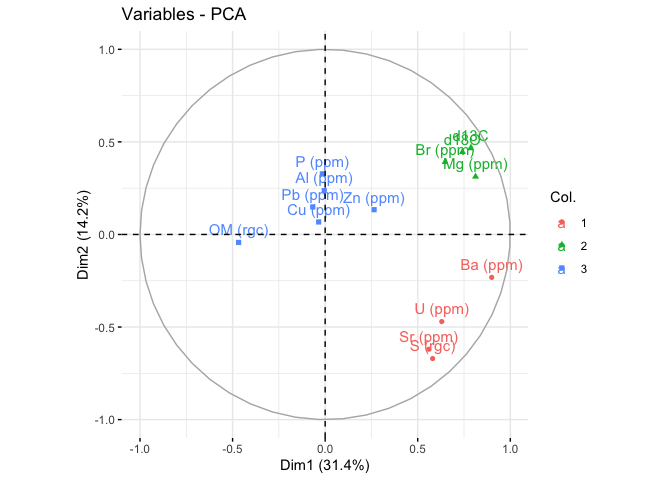 Variables - PCA
1.0
0.5
0.0
-0.5
-1.0
Dim2 (14.2%)
d13C
d18O
Br (ppm)
Mg (ppm)
P (ppm)
Al (ppm)
Pb (ppm)
Zn (ppm)
Cu (ppm)
OM (rgc)
Ba (ppm)
U (ppm)
Sr (ppm)
S (rgc)
-1.0 -0.5 0.0 0.5 1.0
Dim1 (31.4%)
Col.
a 1
a 2
a 3